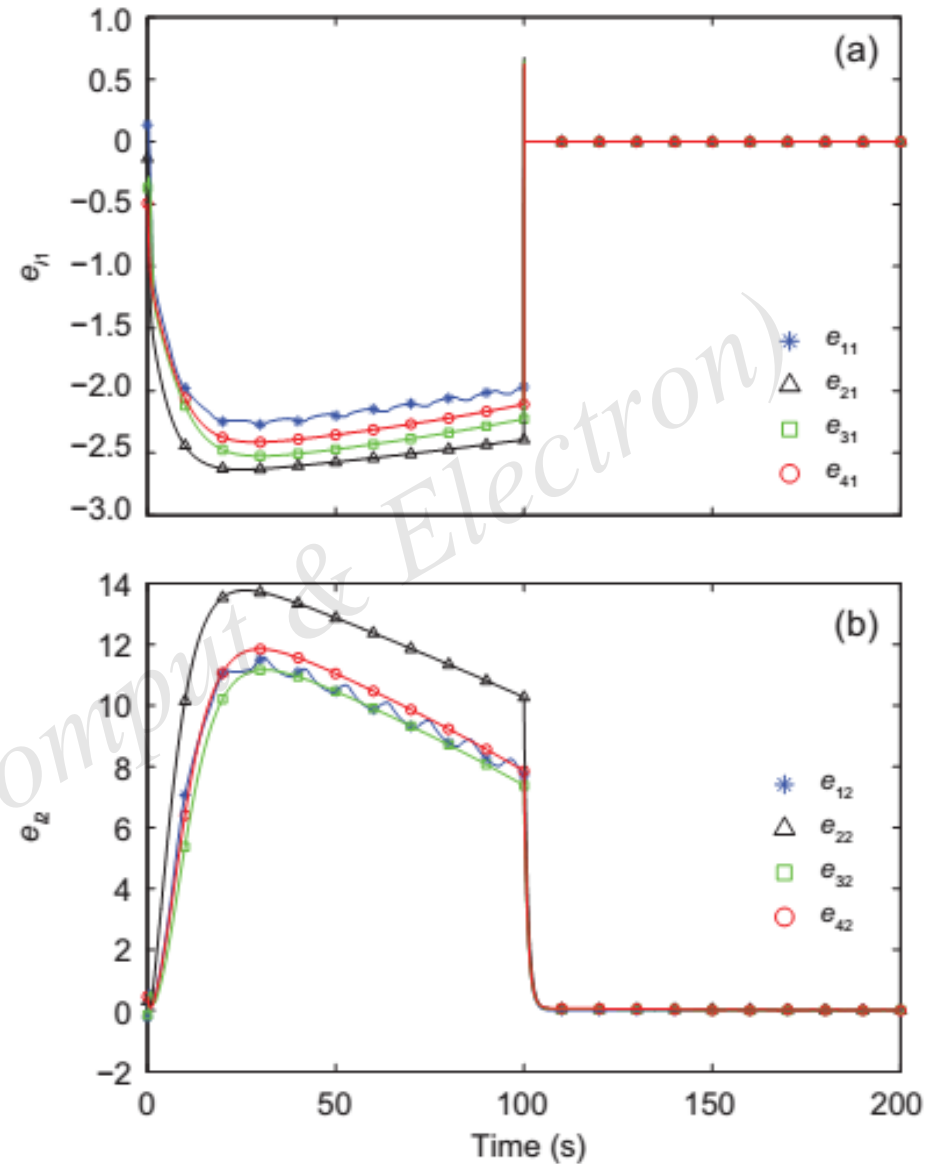 (a)
1.0
0.5
0
−0.5
−1.0
−1.5
−2.0
−2.5
−3.0
e_i1
e_11
e_21
e_31
e_41
(b)
14
12
10
8
6
4
2
0
−2
e_i2
e_12
e_22
e_32
e_42
0 50 100 150 200
Time (s)
omput & Electron)